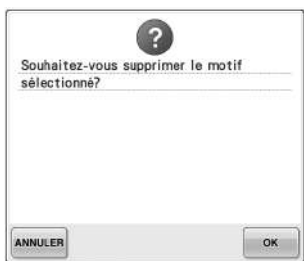 ?
Souhaitez-vous supprimer le motif
sélectionné?
ANNULER
OK